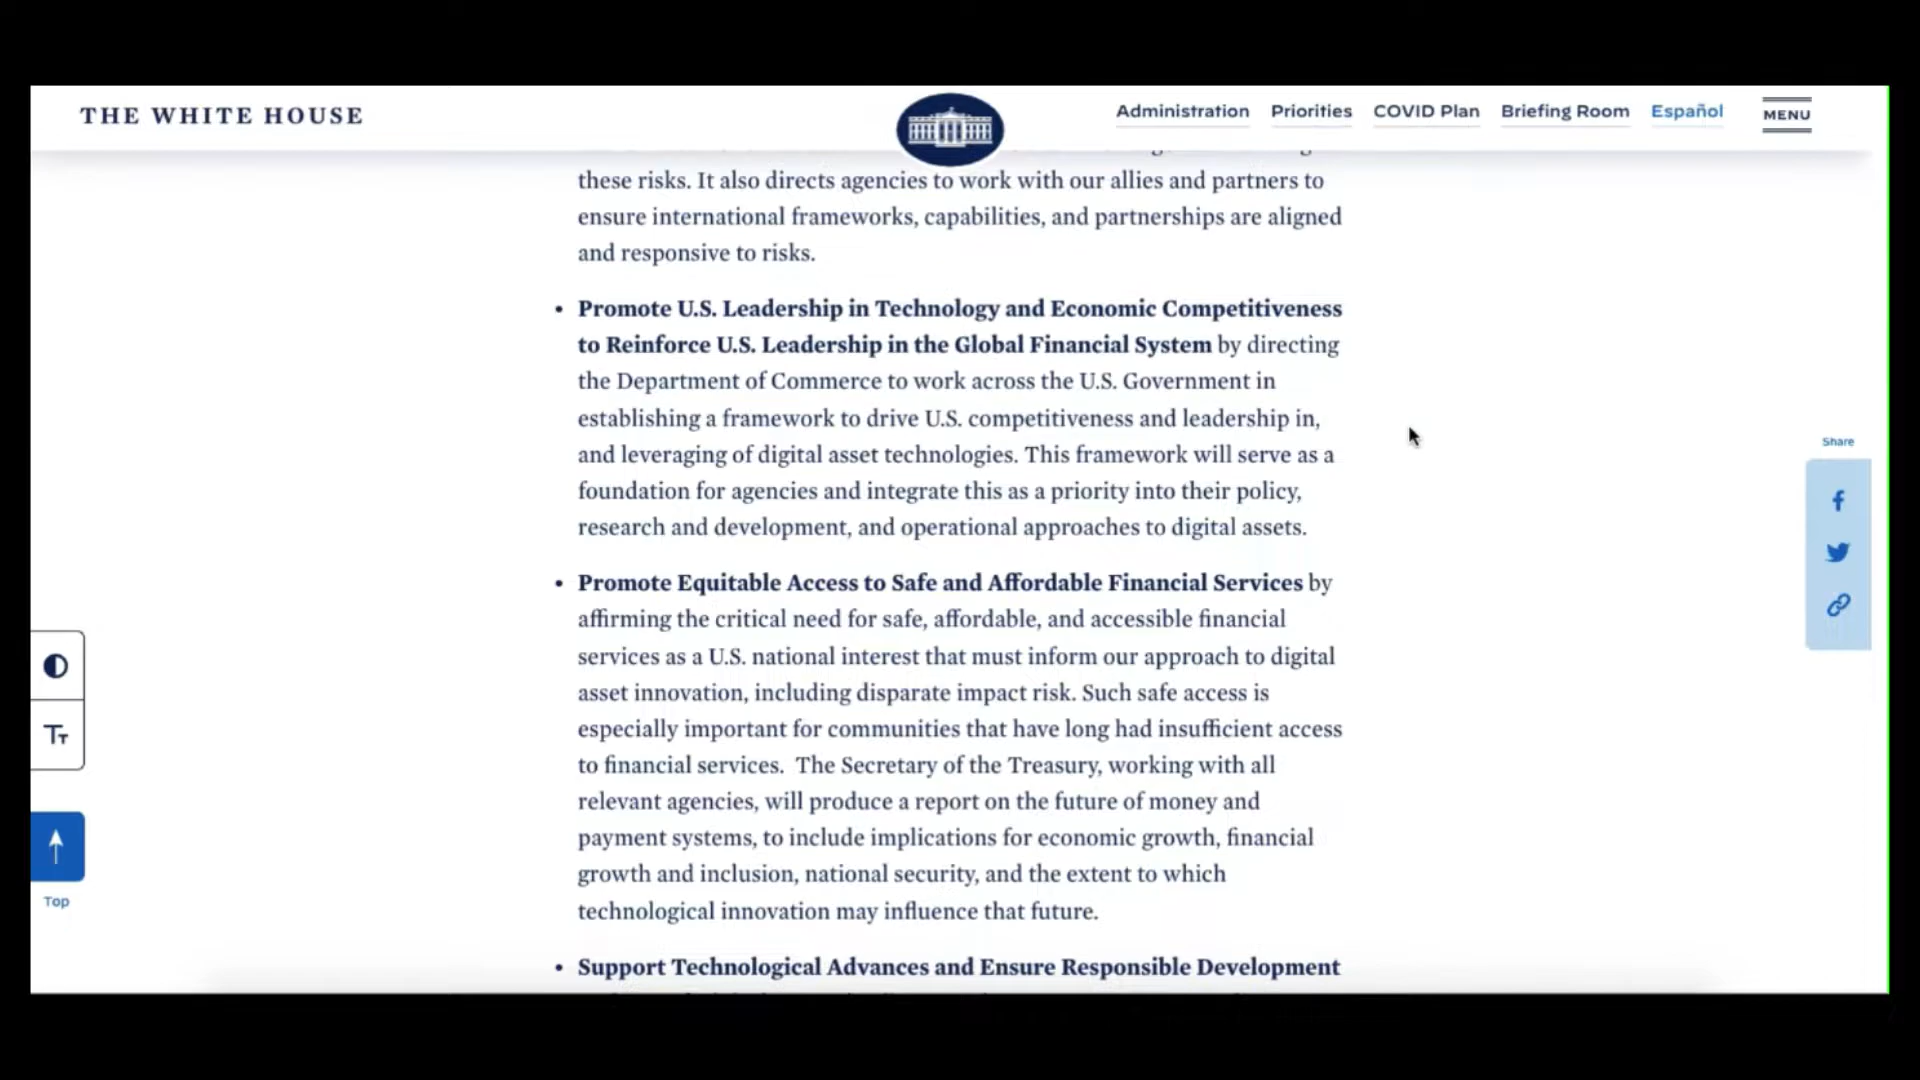 THE WHITE HOUSE
Administration Priorities COVID Plan Briefing Room Español MENU
these risks. It also directs agencies to work with our allies and partners to
ensure international frameworks, capabilities, and partnerships are aligned
and responsive to risks.
• Promote U.S. Leadership in Technology and Economic Competitiveness
to Reinforce U.S. Leadership in the Global Financial System by directing
the Department of Commerce to work across the U.S. Government in
establishing a framework to drive U.S. competitiveness and leadership in,
and leveraging of digital asset technologies. This framework will serve as a
foundation for agencies and integrate this as a priority into their policy,
research and development, and operational approaches to digital assets.
• Promote Equitable Access to Safe and Affordable Financial Services by
affirming the critical need for safe, affordable, and accessible financial
services as a U.S. national interest that must inform our approach to digital
asset innovation, including disparate impact risk. Such safe access is
especially important for communities that have long had insufficient access
to financial services.  The Secretary of the Treasury, working with all
relevant agencies, will produce a report on the future of money and
payment systems, to include implications for economic growth, financial
growth and inclusion, national security, and the extent to which
technological innovation may influence that future.
• Support Technological Advances and Ensure Responsible Development
Share
Tт
Top